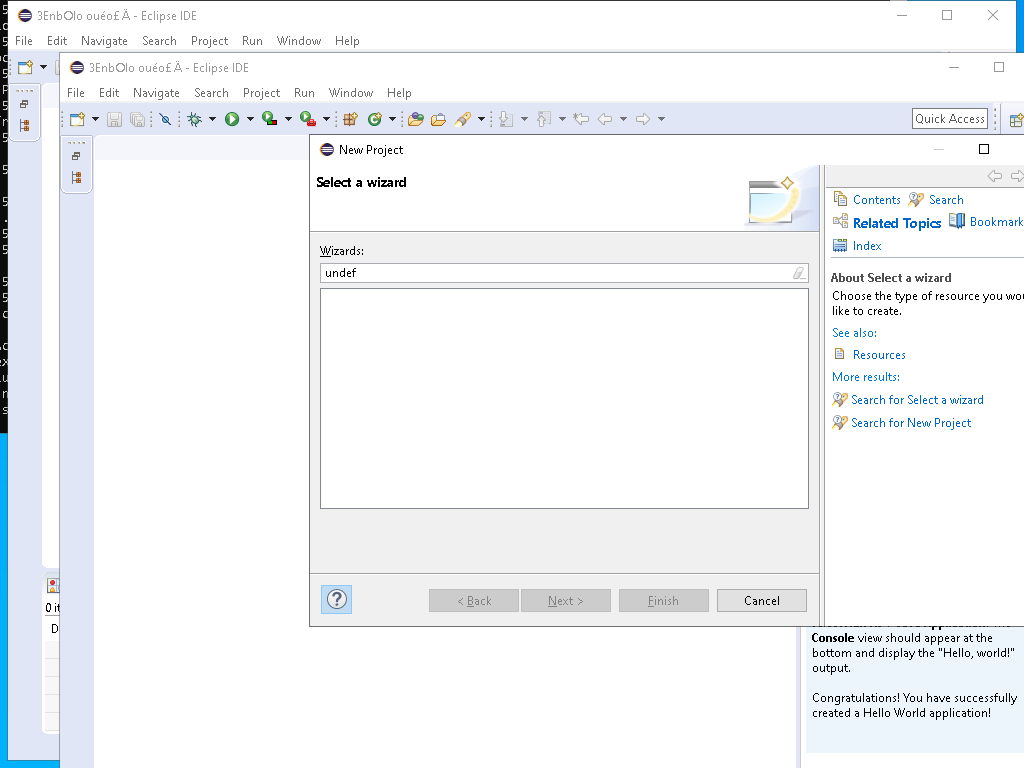 3EnbOlo ouéo£ Ä - Eclipse IDE
File Edit Navigate Search Project Run Window Help
3EnbOlo ouéo£ Ä - Eclipse IDE
File Edit Navigate Search Project Run Window Help
Quick Access
New Project
Select a wizard
Contents Search
Related Topics Bookmark
Index
Wizards:
undef
About Select a wizard
Choose the type of resource you wou
like to create.
See also:
Resources
More results:
Search for Select a wizard
Search for New Project
< Back Next > Finish Cancel
0 it
D
Console view should appear at the
bottom and display the "Hello, world!"
output.
Congratulations! You have successfully
created a Hello World application!